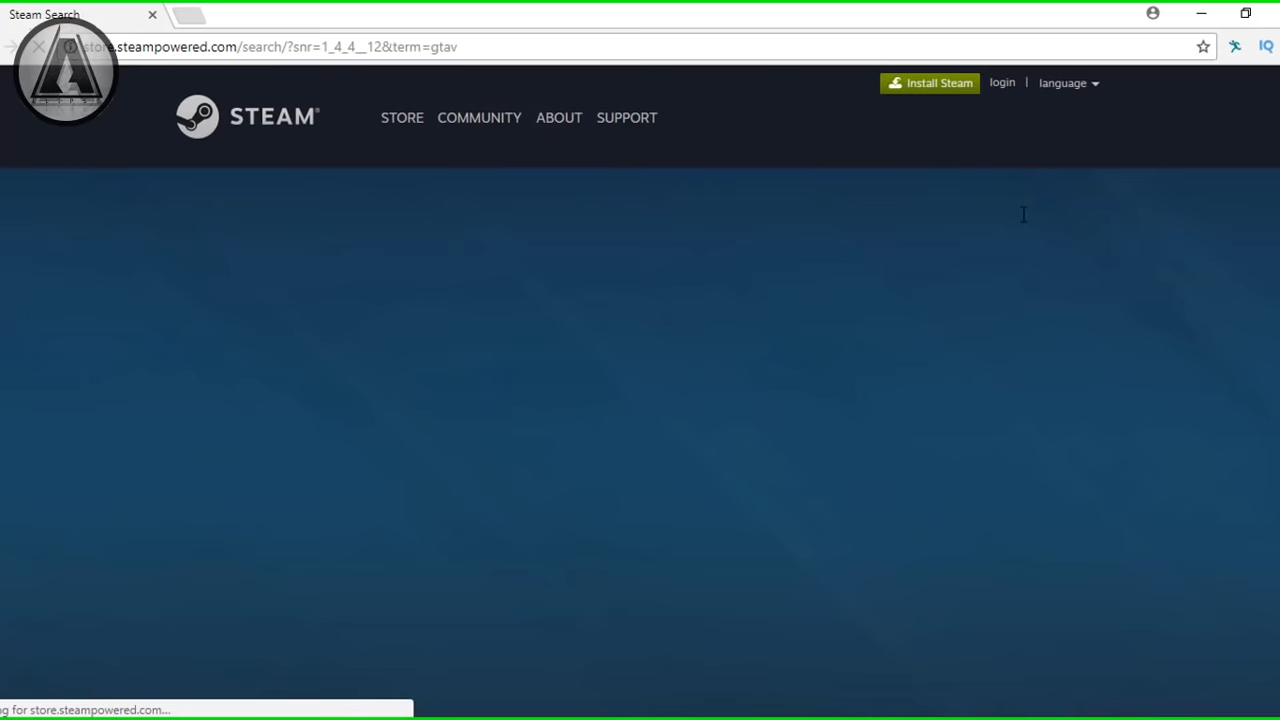 Steam Search
store.steampowered.com/search/?snr=1_4_4__12&term=gtav
Install Steam login | language
STEAM®
STORE COMMUNITY ABOUT SUPPORT
for store.steampowered.com...
IQ